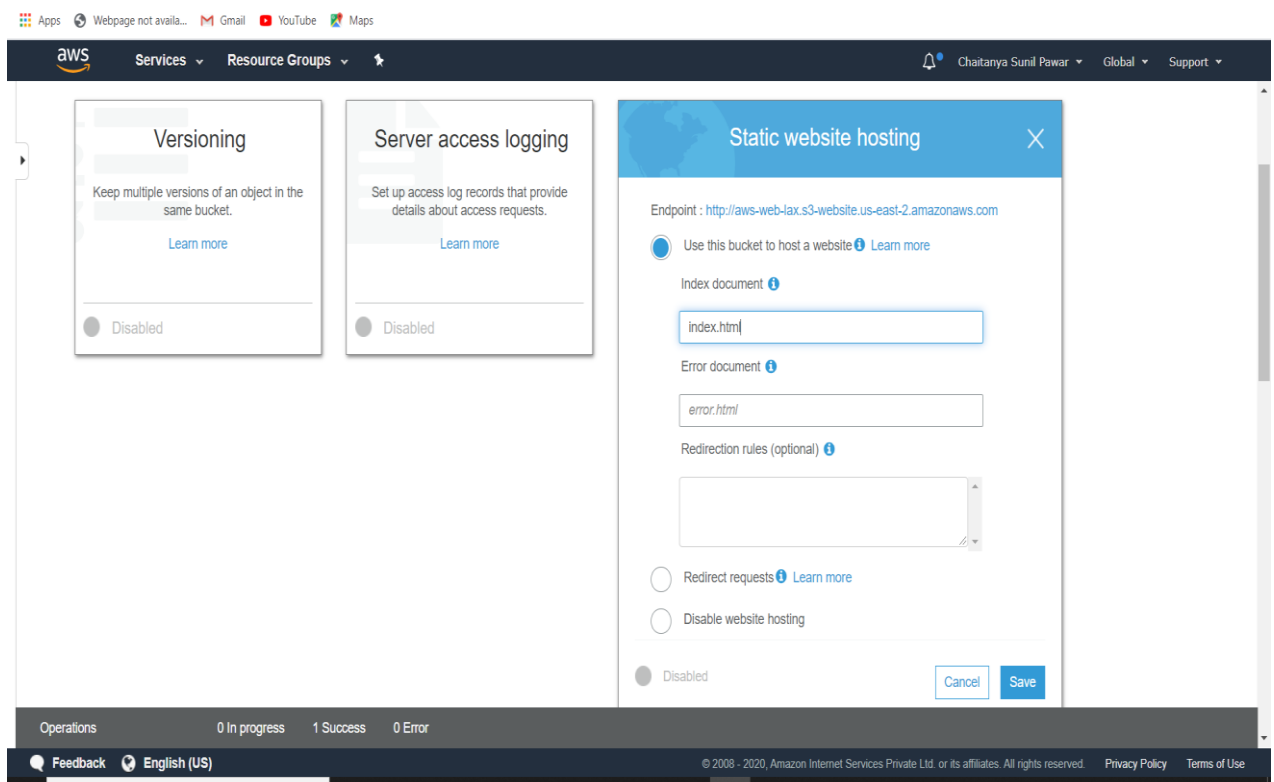 Apps Webpage not availa... Gmail YouTube Maps
aws Services Resource Groups Chaitanya Sunil Pawar Global Support
Versioning
Keep multiple versions of an object in the
same bucket.
Learn more
Disabled
Server access logging
Set up access log records that provide
details about access requests.
Learn more
Disabled
Static website hosting
Endpoint : http://aws-web-lax.s3-website.us-east-2.amazonaws.com
Use this bucket to host a website Learn more
Index document
index.html
Error document
error.html
Redirection rules (optional)
Redirect requests Learn more
Disable website hosting
Disabled
Cancel Save
Operations 0 In progress 1 Success 0 Error
Feedback English (US) © 2008 - 2020, Amazon Internet Services Private Ltd. or its affiliates. All rights reserved. Privacy Policy Terms of Use